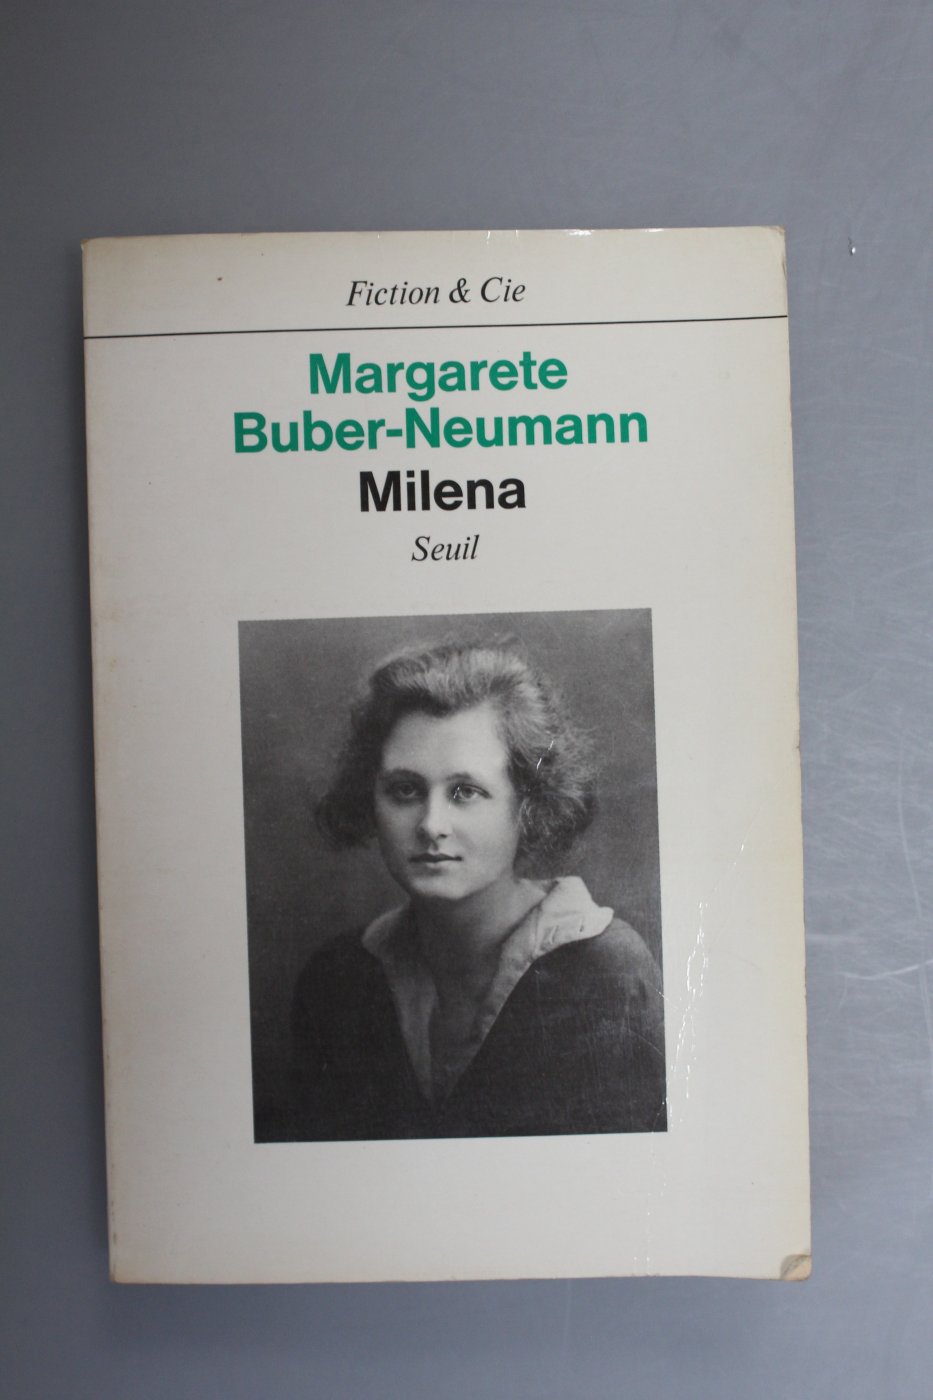 Fiction & Cie
Margarete
Buber-Neumann
Milena
Seuil